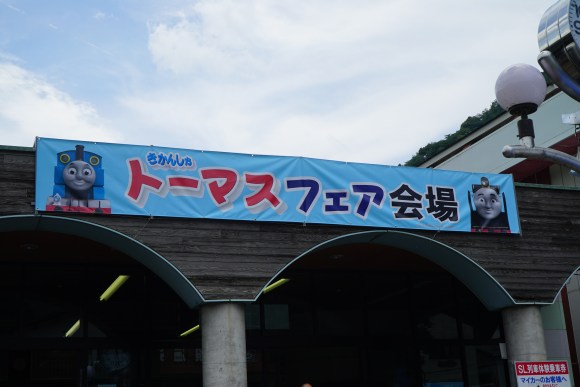 きかんしゃ
トーマスフェア会場
SL列車体験乗車券
マイカーのお客様へ